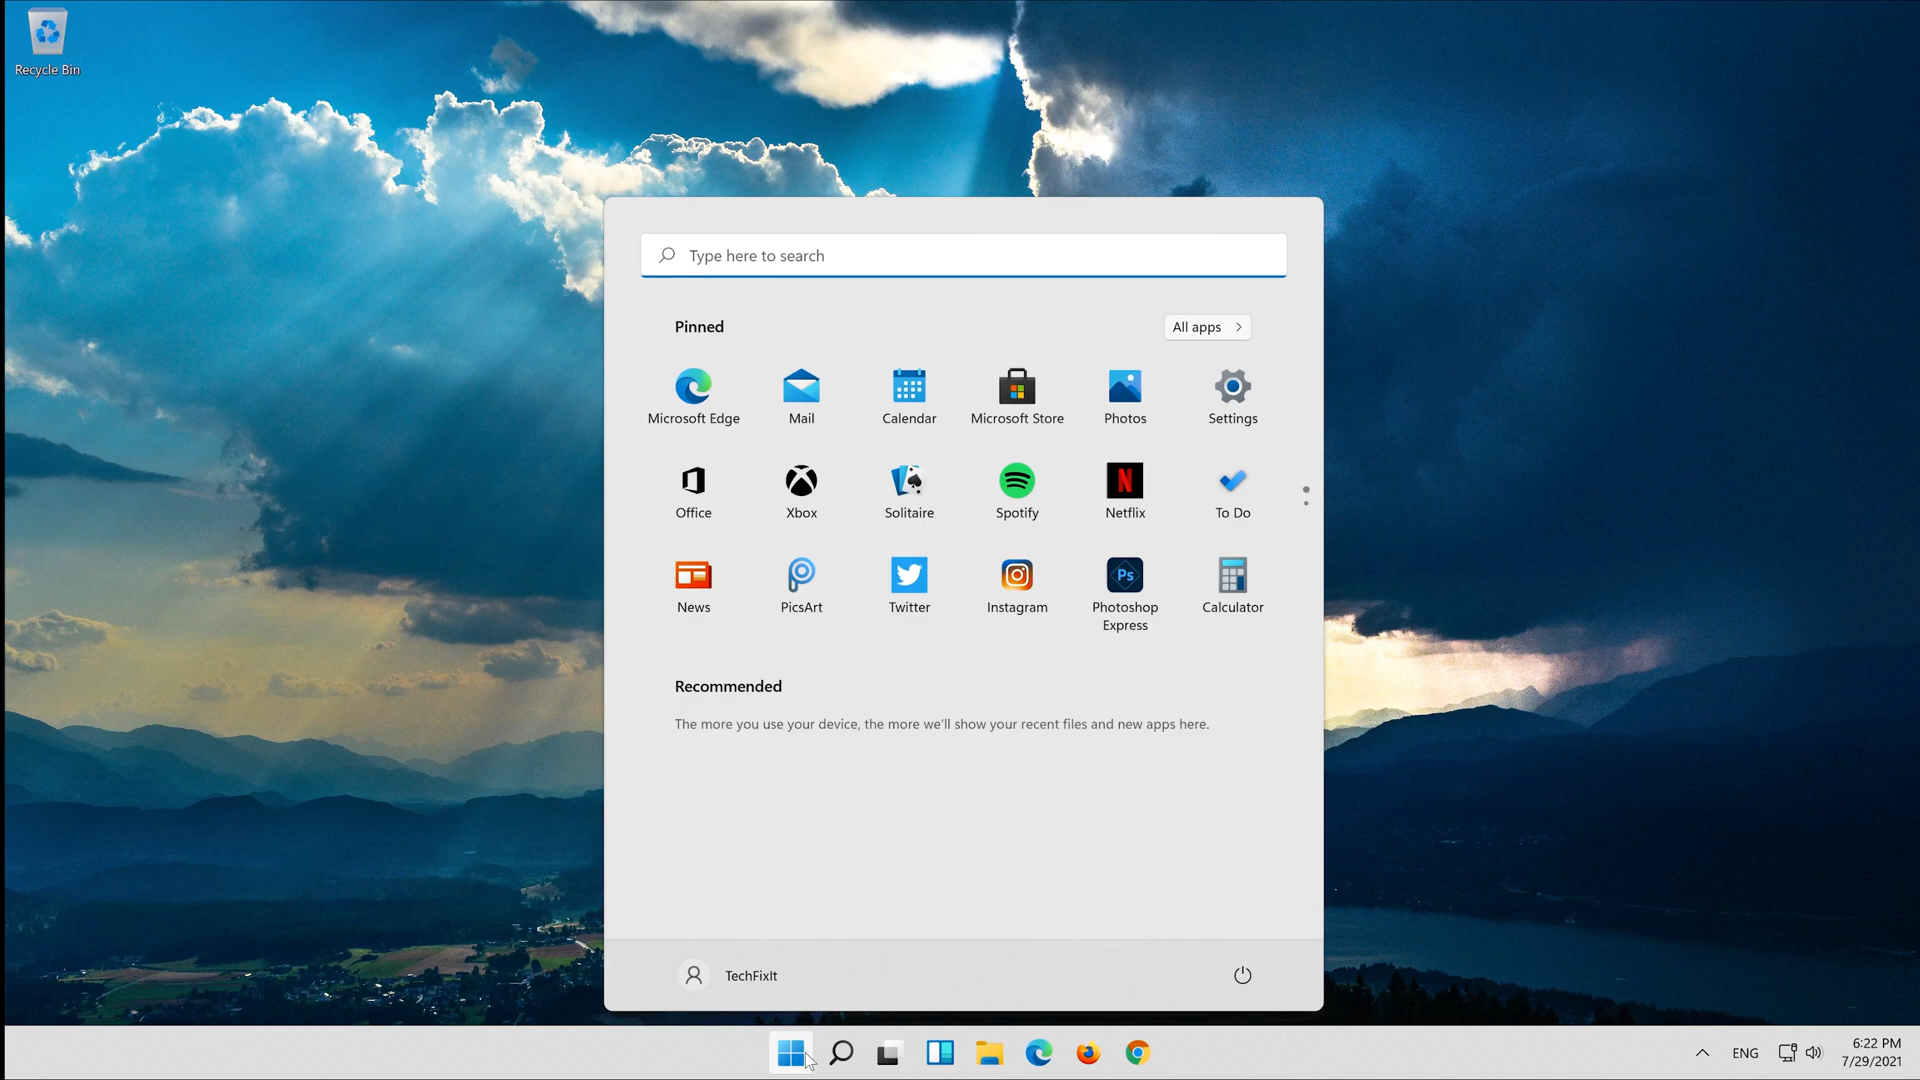 Recycle Bin
Type here to search
Pinned
All apps
Microsoft Edge
Mail
Calendar
Microsoft Store
Photos
Settings
Office
Xbox
Solitaire
Spotify
Netflix
To Do
News
PicsArt
Twitter
Instagram
Ps
Photoshop
Express
Calculator
Recommended
The more you use your device, the more we'll show your recent files and new apps here.
TechFixIt
ENG
6:22 PM
7/29/2021